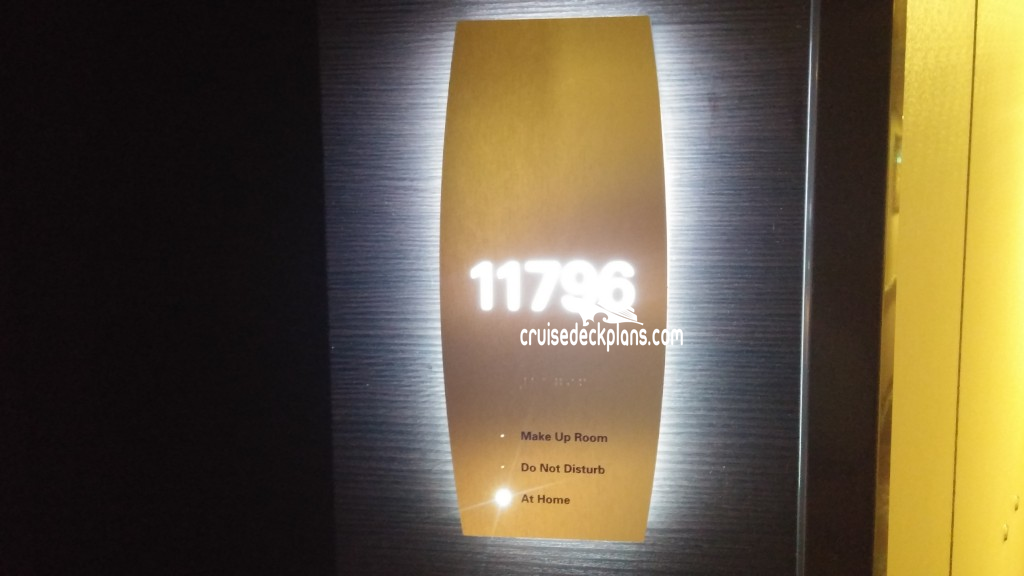 11796
cruisedeckplans.com
Make Up Room
Do Not Disturb
At Home